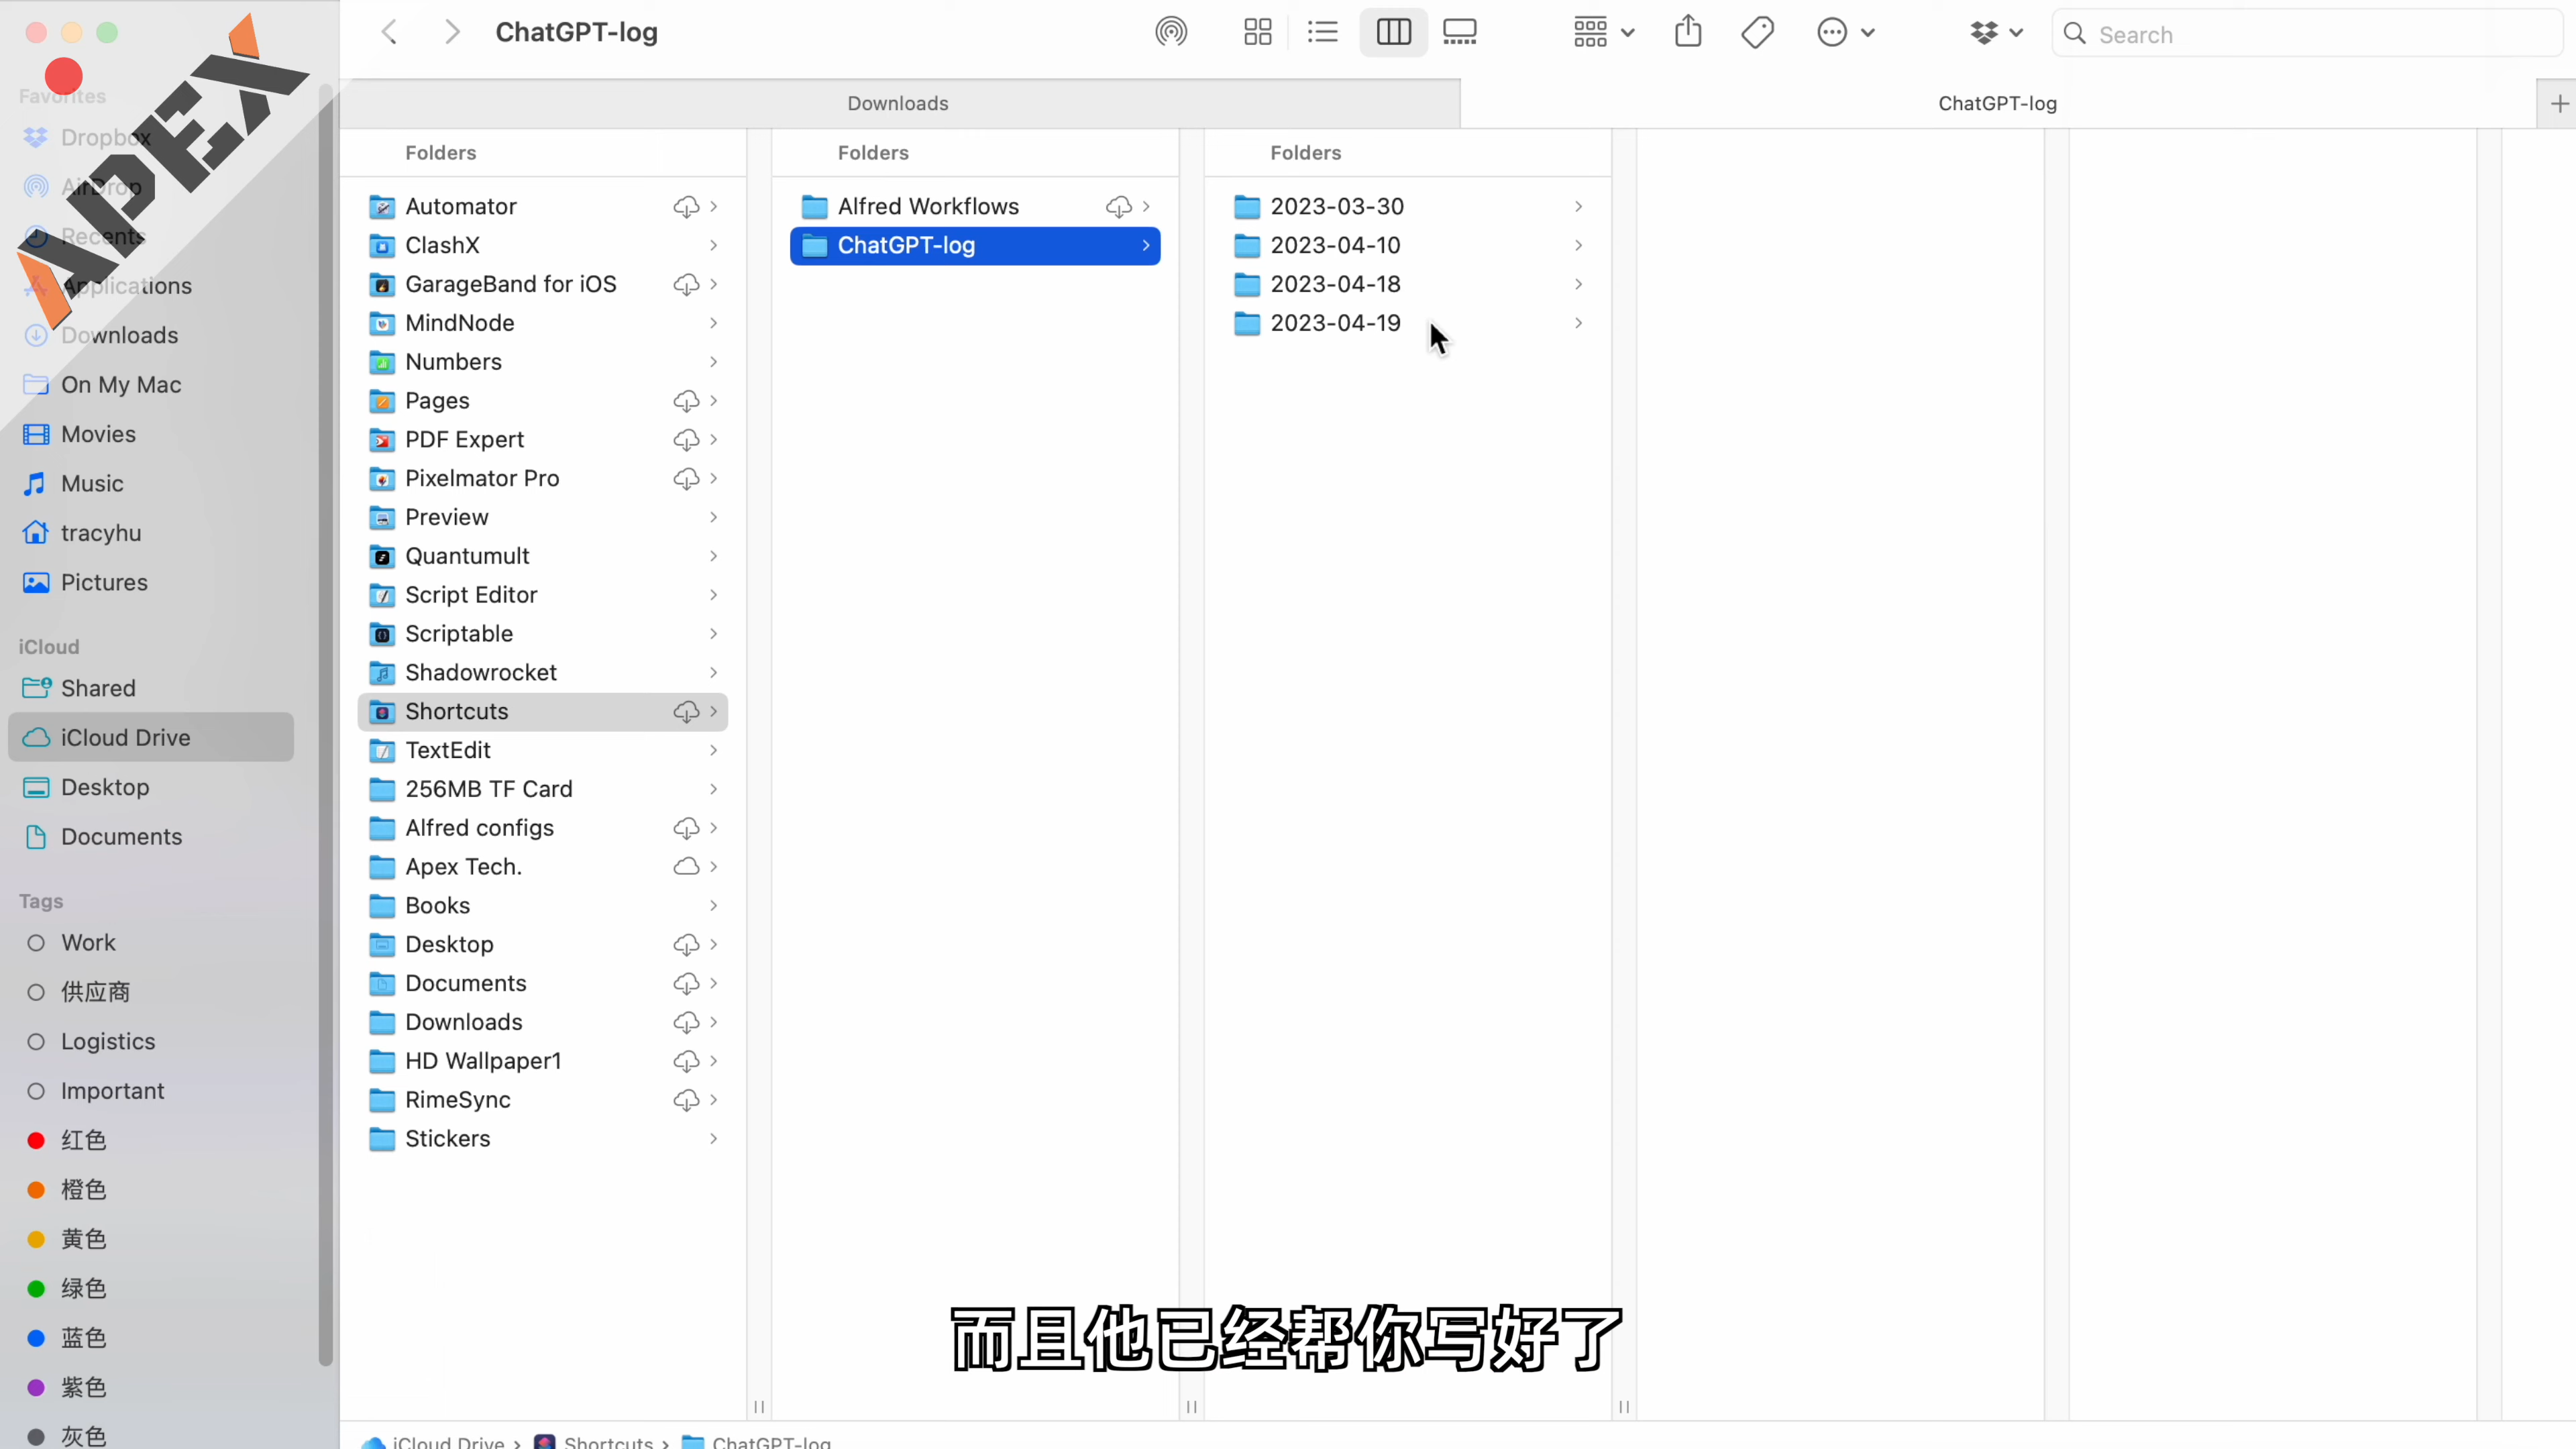 ChatGPT-log
Search
APEX
Favorites
Dropbox
AirDrop
Recents
Applications
Downloads
On My Mac
Movies
Music
tracyhu
Pictures
iCloud
Shared
iCloud Drive
Desktop
Documents
Tags
Work
供应商
Logistics
Important
红色
橙色
黄色
绿色
蓝色
紫色
灰色
Downloads
ChatGPT-log
Folders
Automator
ClashX
GarageBand for iOS
MindNode
Numbers
Pages
PDF Expert
Pixelmator Pro
Preview
Quantumult
Script Editor
Scriptable
Shadowrocket
Shortcuts
TextEdit
256MB TF Card
Alfred configs
Apex Tech.
Books
Desktop
Documents
Downloads
HD Wallpaper1
RimeSync
Stickers
Folders
Alfred Workflows
ChatGPT-log
Folders
2023-03-30
2023-04-10
2023-04-18
2023-04-19
而且他已经帮你写好了
iCloud Drive › Shortcuts › ChatGPT-log